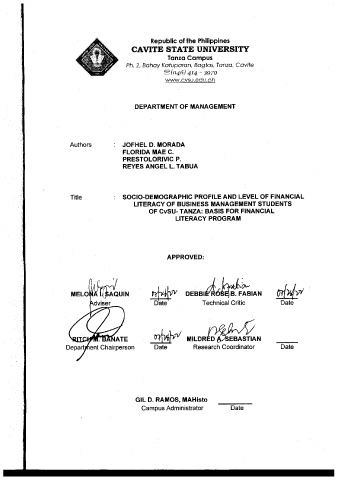 Republic of the Philippines
CAVITE STATE UNIVERSITY
Tanza Campus
Ph. 2, Bahay Katuparan, Bagtas, Tanza, Cavite
☎(046) 414 – 3979
www.cvsu.edu.ph
DEPARTMENT OF MANAGEMENT
Authors : JOFHEL D. MORADA
FLORIDA MAE C.
PRESTOLORIVIC P.
REYES ANGEL L. TABUA
Title : SOCIO-DEMOGRAPHIC PROFILE AND LEVEL OF FINANCIAL
LITERACY OF BUSINESS MANAGEMENT STUDENTS
OF CvSU- TANZA: BASIS FOR FINANCIAL
LITERACY PROGRAM
APPROVED:
MELONA I. SAQUIN DEBBIE ROSE B. FABIAN
Adviser Date Technical Critic Date
RITCH M. BANATE MILDRED A. SEBASTIAN
Department Chairperson Date Research Coordinator Date
GIL D. RAMOS, MAHisto
Campus Administrator Date